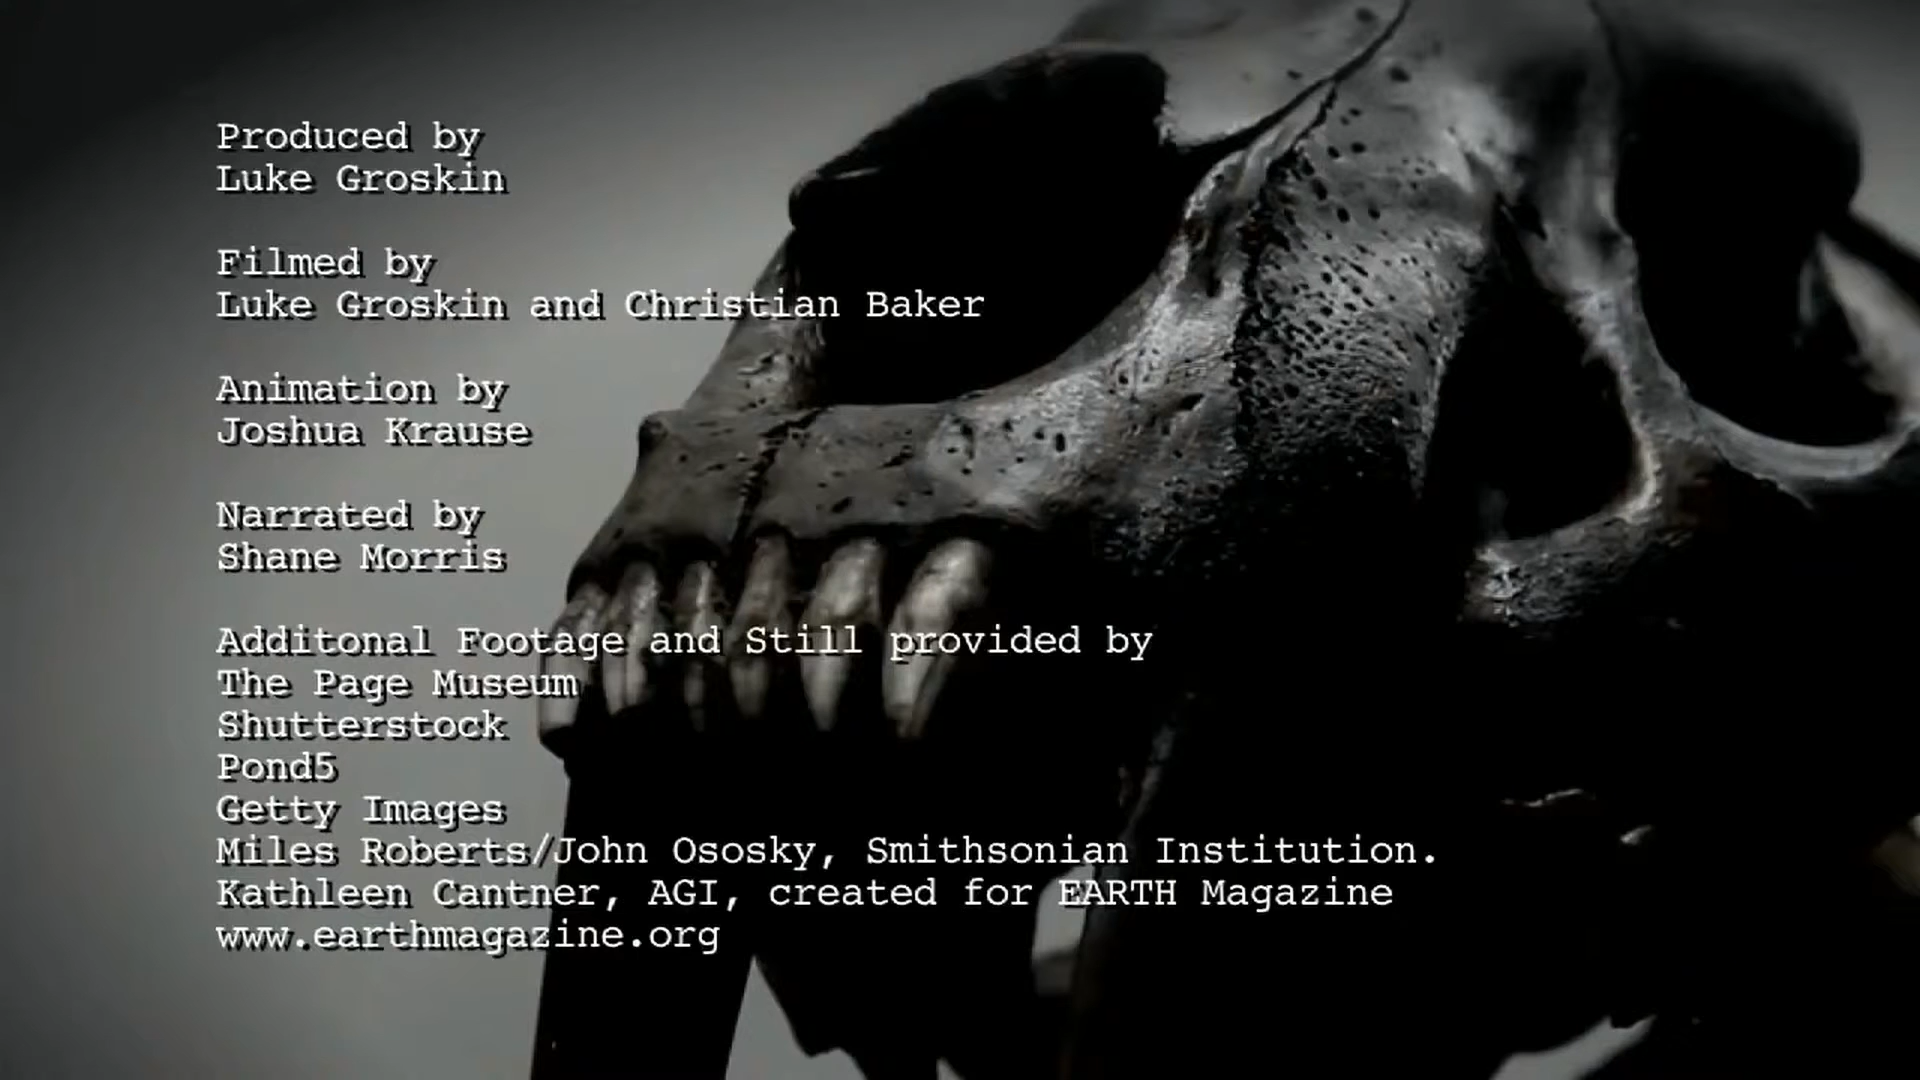 Produced by
Luke Groskin
Filmed by
Luke Groskin and Christian Baker
Animation by
Joshua Krause
Narrated by
Shane Morris
Additonal Footage and Still provided by
The Page Museum
Shutterstock
Pond5
Getty Images
Miles Roberts/John Ososky, Smithsonian Institution.
Kathleen Cantner, AGI, created for EARTH Magazine
www.earthmagazine.org